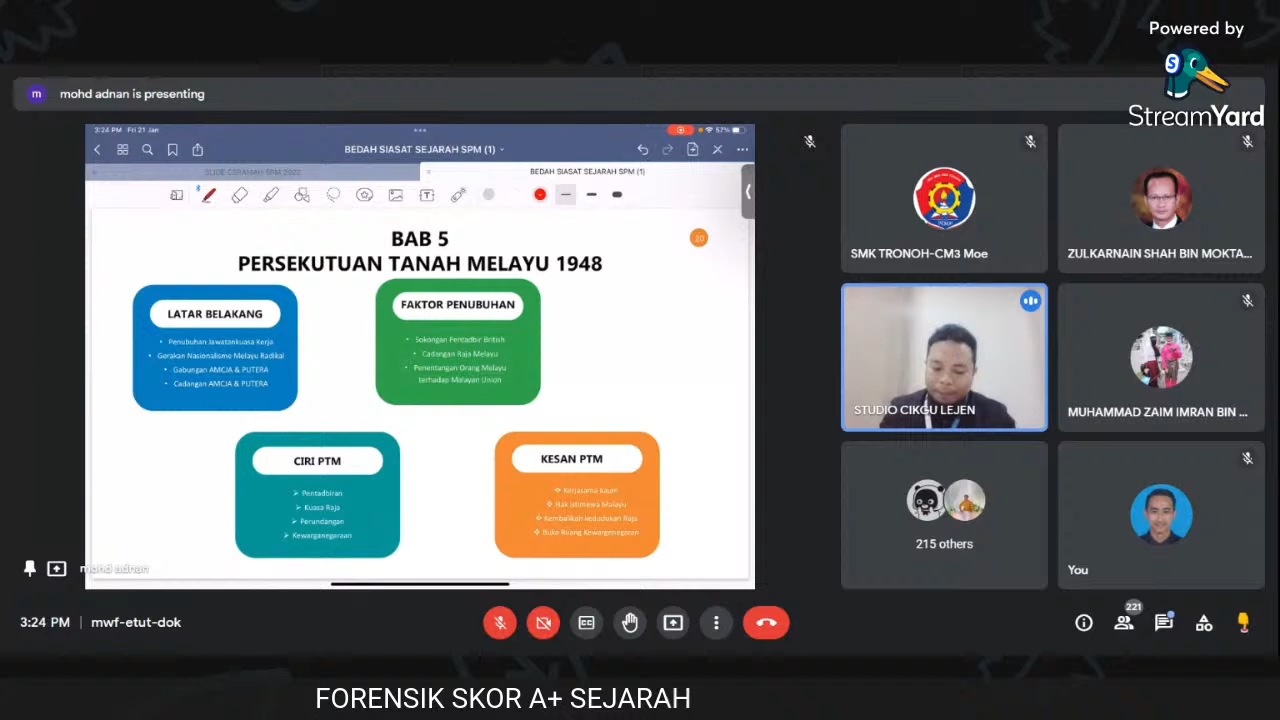 Powered by
StreamYard
m
mohd adnan is presenting
3:24 PM Fri 21 Jan
57%
BEDAH SIASAT SEJARAH SPM (1)
SLIDE CERAMAH SPM 2022
BEDAH SIASAT SEJARAH SPM (1)
BAB 5
PERSEKUTUAN TANAH MELAYU 1948
20
LATAR BELAKANG
• Penubuhan Jawatankuasa Kerja
• Gerakan Nasionalisme Melayu Radikal
• Gabungan AMCJA & PUTERA
• Cadangan AMCJA & PUTERA
FAKTOR PENUBUHAN
• Sokongan Pentadbir British
• Cadangan Raja Melayu
• Penentangan Orang Melayu
terhadap Malayan Union
CIRI PTM
➢ Pentadbiran
➢ Kuasa Raja
➢ Perundangan
➢ Kewarganegaraan
KESAN PTM
❖ Kerjasama kaum
❖ Hak Istimewa Melayu
❖ Kembalikan kedudukan Raja
❖ Buka Ruang Kewarganegaran
mohd adnan
SMK TRONOH-CM3 Moe
ZULKARNAIN SHAH BIN MOKTA...
STUDIO CIKGU LEJEN
MUHAMMAD ZAIM IMRAN BIN ...
215 others
You
3:24 PM | mwf-etut-dok
221
FORENSIK SKOR A+ SEJARAH